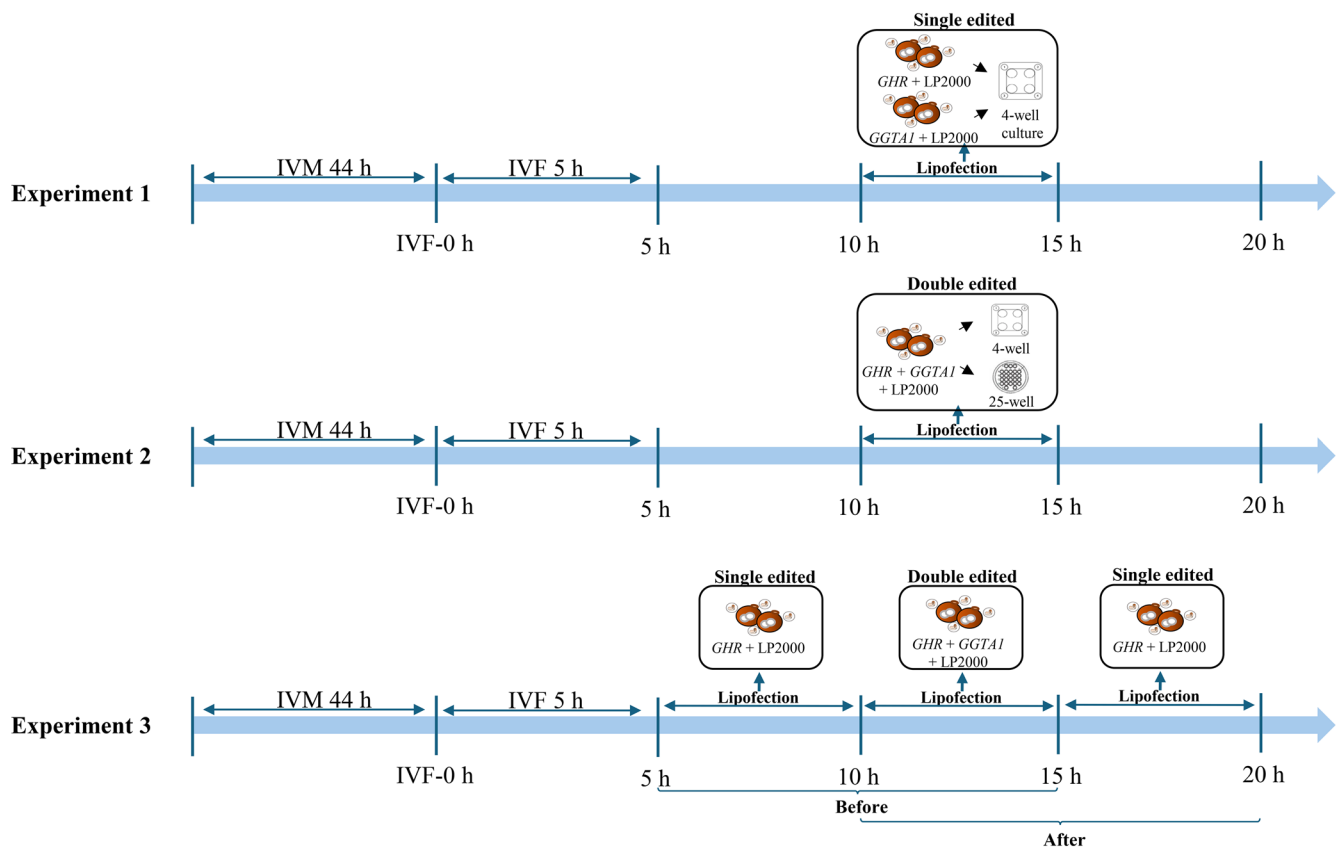 Single edited
GHR + LP2000
GGTA1 + LP2000
4-well
culture
IVM 44 h
IVF 5 h
Lipofection
Experiment 1
IVF-0 h
5 h
10 h
15 h
20 h
Double edited
GHR + GGTA1
+ LP2000
4-well
25-well
IVM 44 h
IVF 5 h
Lipofection
Experiment 2
IVF-0 h
5 h
10 h
15 h
20 h
Single edited
GHR + LP2000
Double edited
GHR + GGTA1
+ LP2000
Single edited
GHR + LP2000
IVM 44 h
IVF 5 h
Lipofection
Lipofection
Lipofection
Experiment 3
IVF-0 h
5 h
10 h
15 h
20 h
Before
After